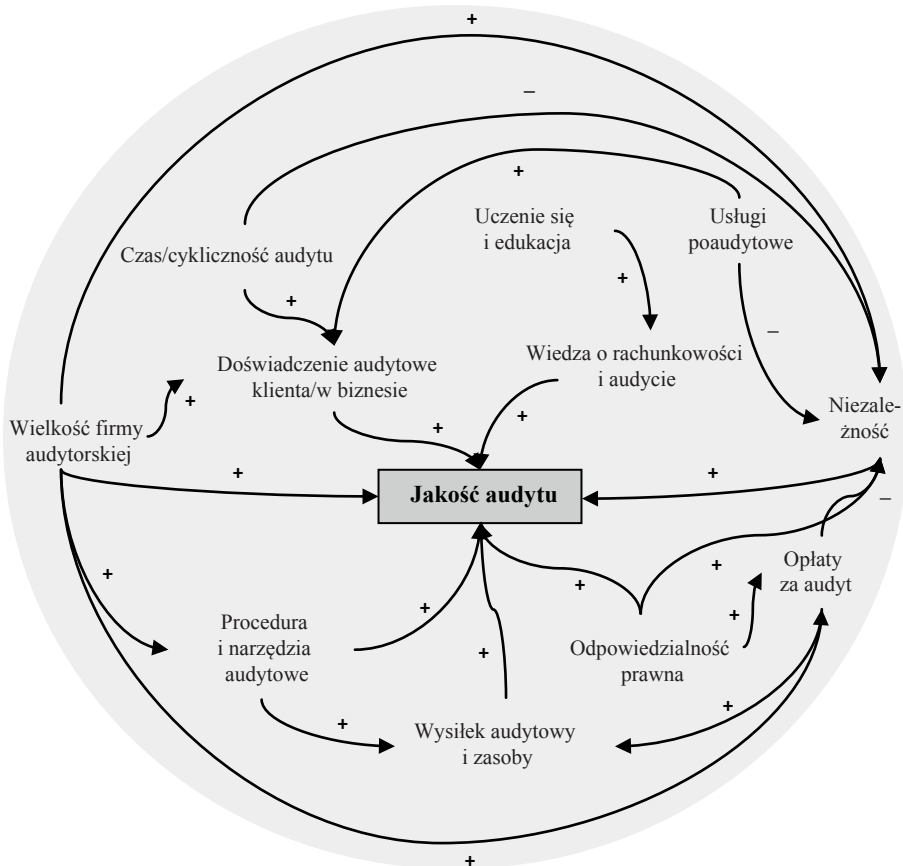 +
–
+
Uczenie się
i edukacja
Usługi
poaudytowe
Czas/cykliczność audytu
+
+
–
Doświadczenie audytowe
klienta/w biznesie
Wiedza o rachunkowości
i audycie
+
+
+
Niezale-
żność
Wielkość firmy
audytorskiej
+
Jakość audytu
+
–
+
+
+
Opłaty
za audyt
+
+
Procedura
i narzędzia
audytowe
+
Odpowiedzialność
prawna
+
+
Wysiłek audytowy
i zasoby
+